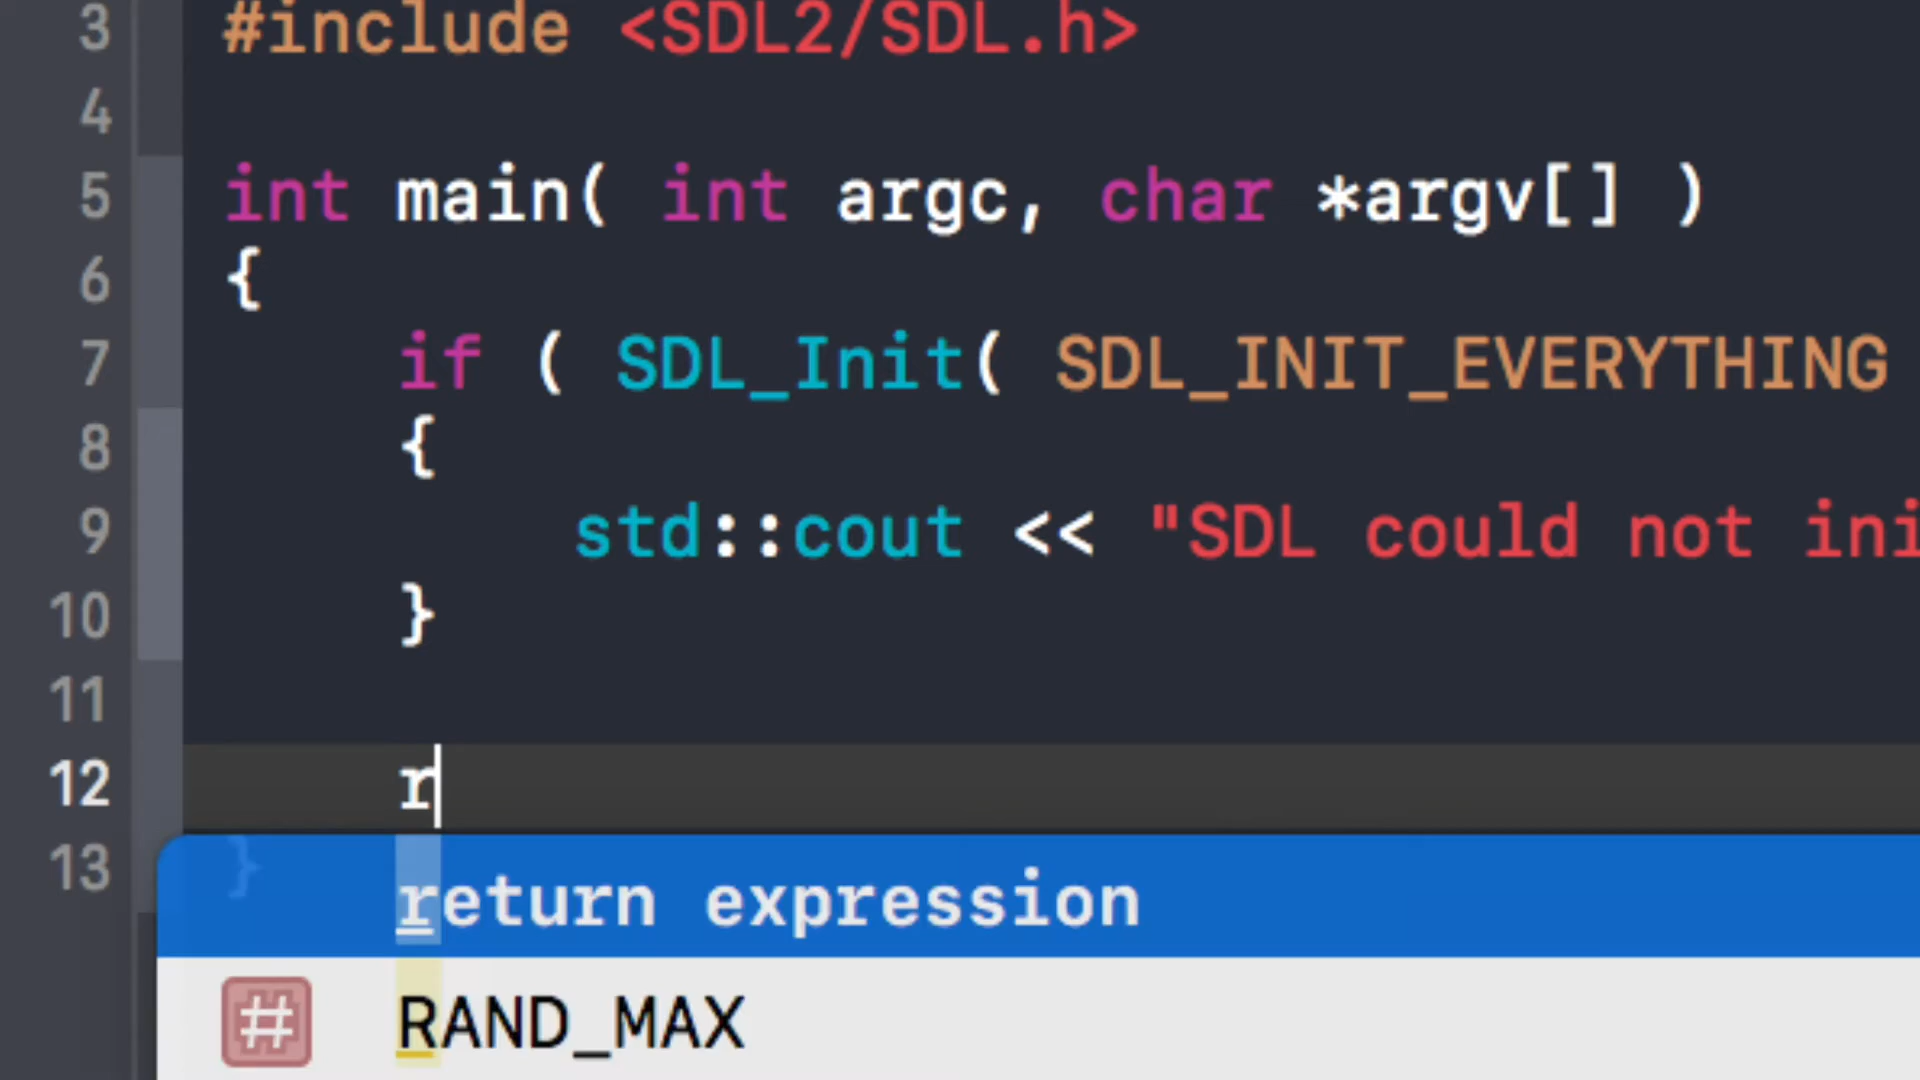 3 #include <SDL2/SDL.h>
4
5 int main( int argc, char *argv[] )
6 {
7 if ( SDL_Init( SDL_INIT_EVERYTHING
8 {
9 std::cout << "SDL could not ini
10 }
11
12 r
13 }
return expression
# RAND_MAX